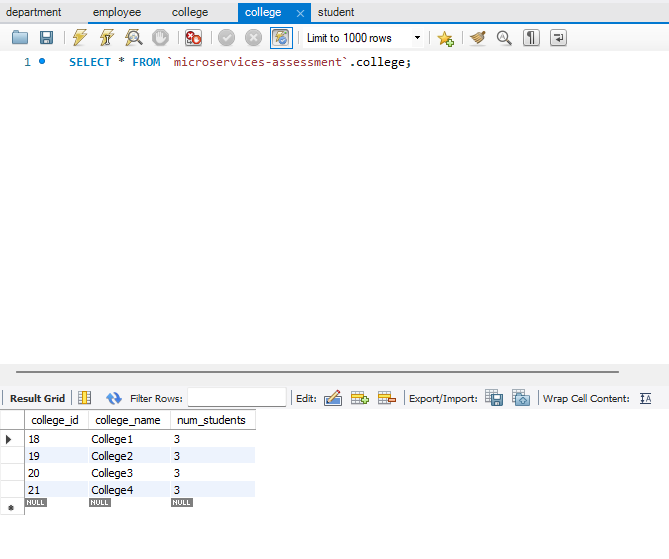 department employee college college student
Limit to 1000 rows
1 SELECT * FROM `microservices-assessment`.college;
Result Grid Filter Rows: Edit: Export/Import: Wrap Cell Content:
college_id college_name num_students
18 College1 3
19 College2 3
20 College3 3
21 College4 3
NULL NULL NULL